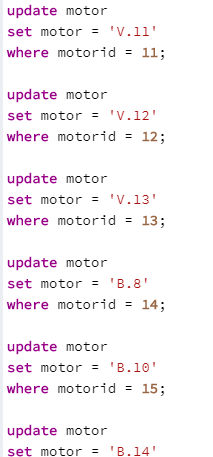 update motor
set motor = 'V.11'
where motorid = 11;
update motor
set motor = 'V.12'
where motorid = 12;
update motor
set motor = 'V.13'
where motorid = 13;
update motor
set motor = 'B.8'
where motorid = 14;
update motor
set motor = 'B.10'
where motorid = 15;
update motor
set motor = 'B.14'